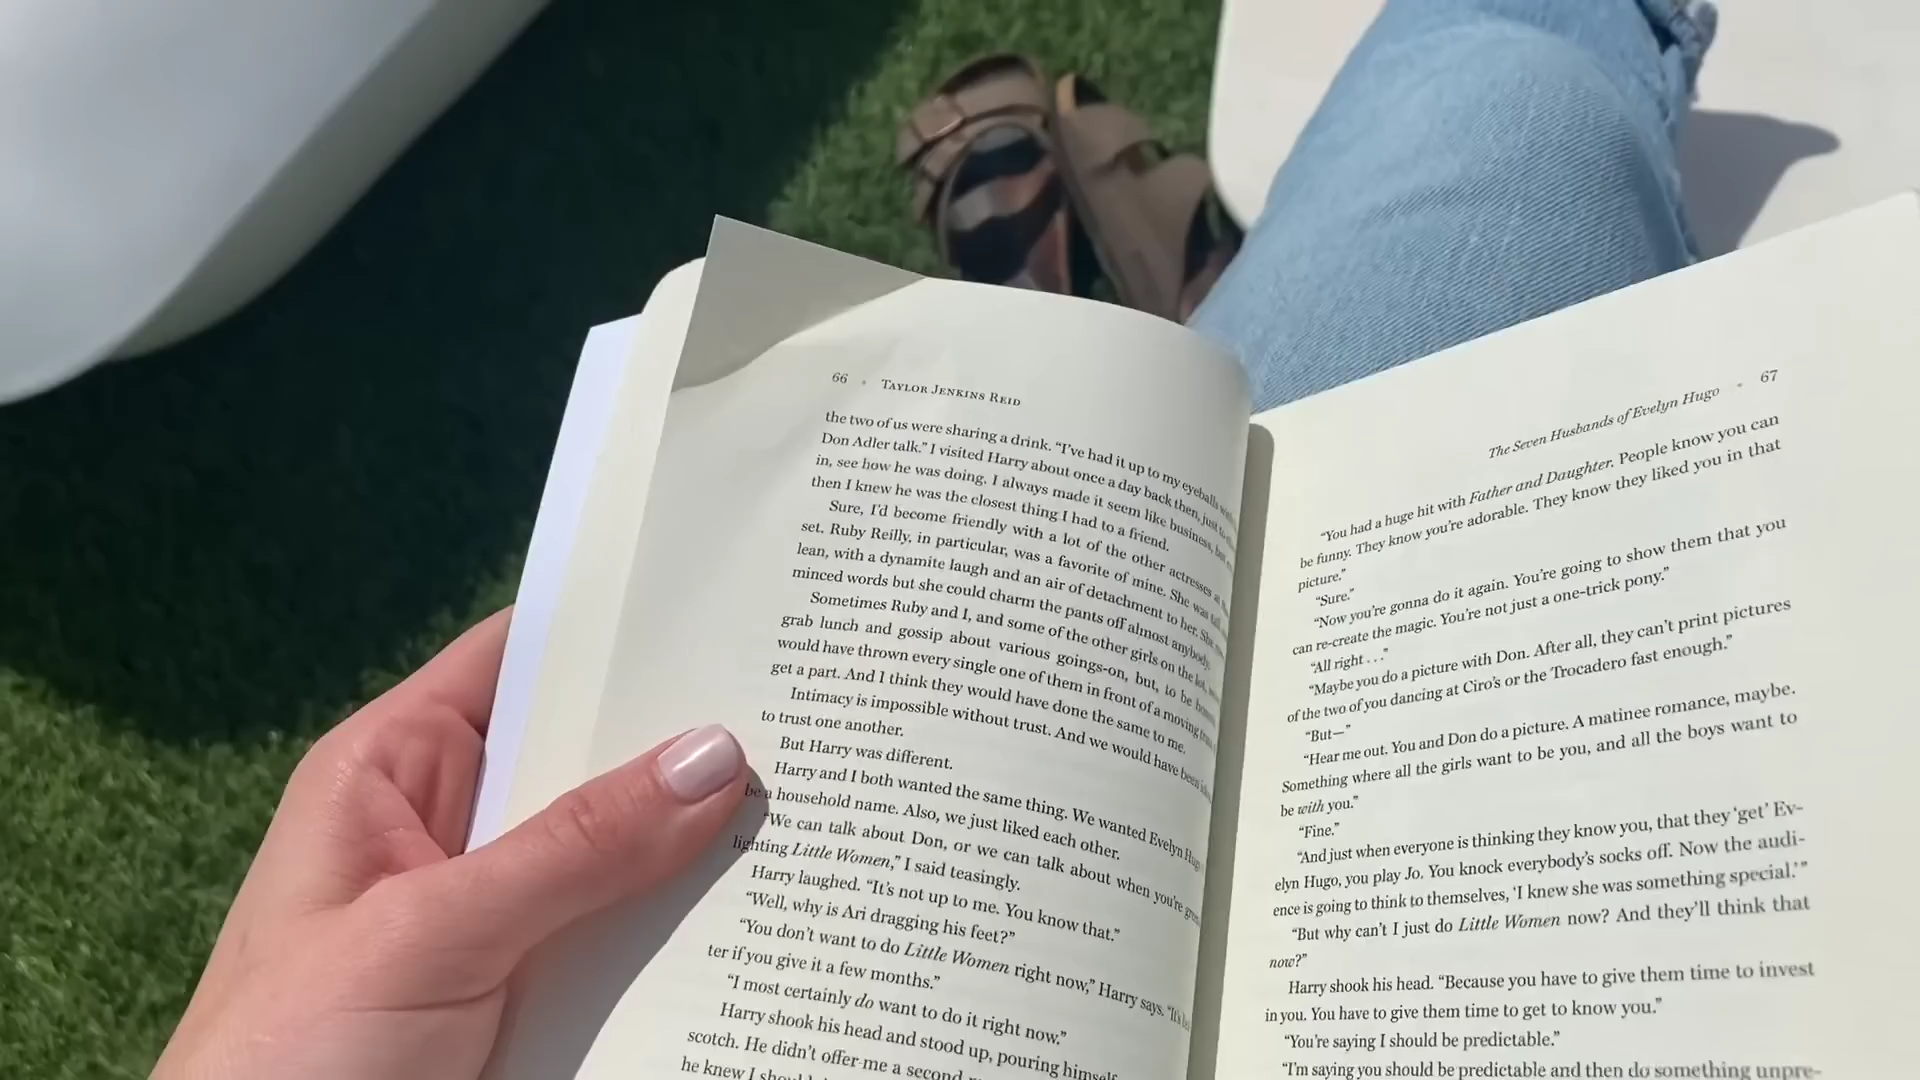 66 • TAYLOR JENKINS REID
the two of us were sharing a drink. “I’ve had it up to my eyeballs with
Don Adler talk.” I visited Harry about once a day back then, just to
in, see how he was doing. I always made it seem like business, but
then I knew he was the closest thing I had to a friend.
Sure, I’d become friendly with a lot of the other actresses at
set. Ruby Reilly, in particular, was a favorite of mine. She was tall
lean, with a dynamite laugh and an air of detachment to her. She
minced words but she could charm the pants off almost anybody.
Sometimes Ruby and I, and some of the other girls on the lot,
grab lunch and gossip about various goings-on, but, to be
would have thrown every single one of them in front of a moving train
get a part. And I think they would have done the same to me.
Intimacy is impossible without trust. And we would have been
to trust one another.
But Harry was different.
Harry and I both wanted the same thing. We wanted Evelyn Hugo
be a household name. Also, we just liked each other.
“We can talk about Don, or we can talk about when you’re
lighting Little Women,” I said teasingly.
Harry laughed. “It’s not up to me. You know that.”
“Well, why is Ari dragging his feet?”
“You don’t want to do Little Women right now,” Harry says. “It’s
ter if you give it a few months.”
“I most certainly do want to do it right now.”
Harry shook his head and stood up, pouring himself
scotch. He didn’t offer me a second
he knew I
The Seven Husbands of Evelyn Hugo • 67
“You had a huge hit with Father and Daughter. People know you can
be funny. They know you’re adorable. They know they liked you in that
picture.”
“Sure.”
“Now you’re gonna do it again. You’re going to show them that you
can re-create the magic. You’re not just a one-trick pony.”
“All right . . .”
“Maybe you do a picture with Don. After all, they can’t print pictures
of the two of you dancing at Ciro’s or the Trocadero fast enough.”
“But—”
“Hear me out. You and Don do a picture. A matinee romance, maybe.
Something where all the girls want to be you, and all the boys want to
be with you.”
“Fine.”
“And just when everyone is thinking they know you, that they ‘get’ Ev-
elyn Hugo, you play Jo. You knock everybody’s socks off. Now the audi-
ence is going to think to themselves, ‘I knew she was something special.’”
“But why can’t I just do Little Women now? And they’ll think that
now?”
Harry shook his head. “Because you have to give them time to invest
in you. You have to give them time to get to know you.”
“You’re saying I should be predictable.”
“I’m saying you should be predictable and then do something unpre-